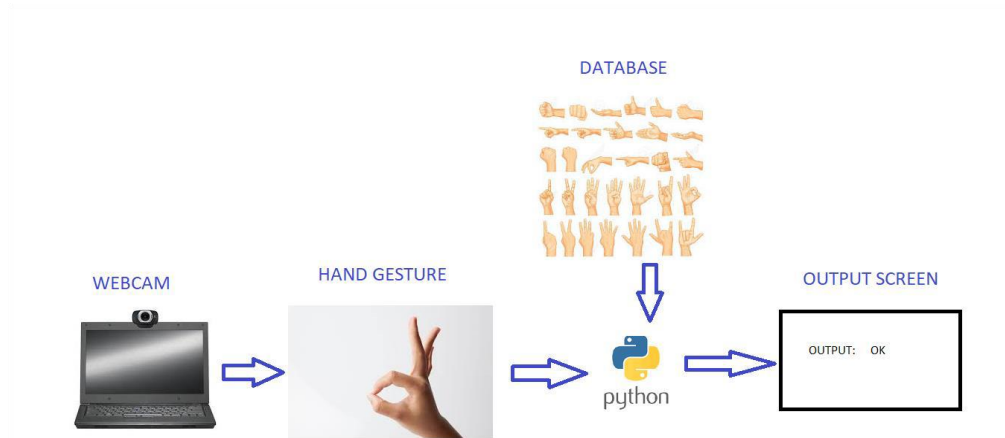 DATABASE
WEBCAM
HAND GESTURE
OUTPUT SCREEN
OUTPUT: OK
python